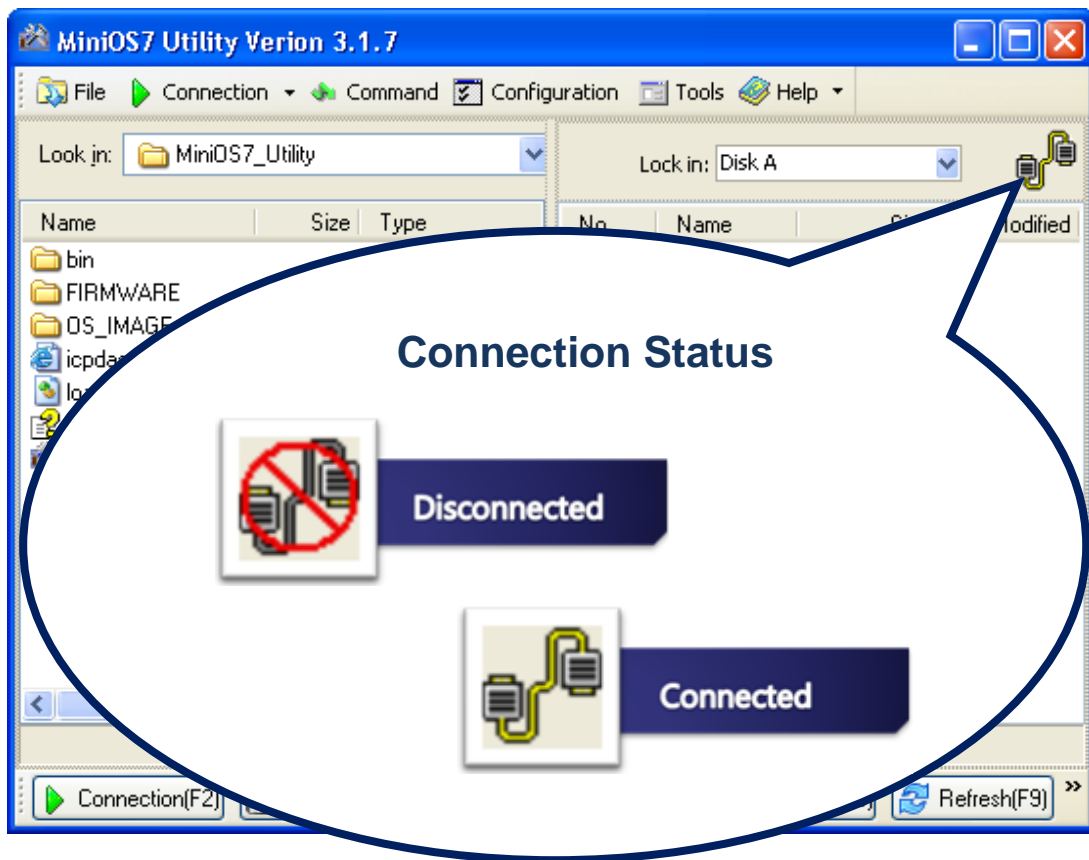 MiniOS7 Utility Verion 3.1.7
File Connection Command Configuration Tools Help
Look in: MiniOS7_Utility
Lock in: Disk A
Name Size Type
No Name Modified
bin
FIRMWARE
OS_IMAGE
Connection Status
Disconnected
Connected
Connection(F2) Refresh(F9) »